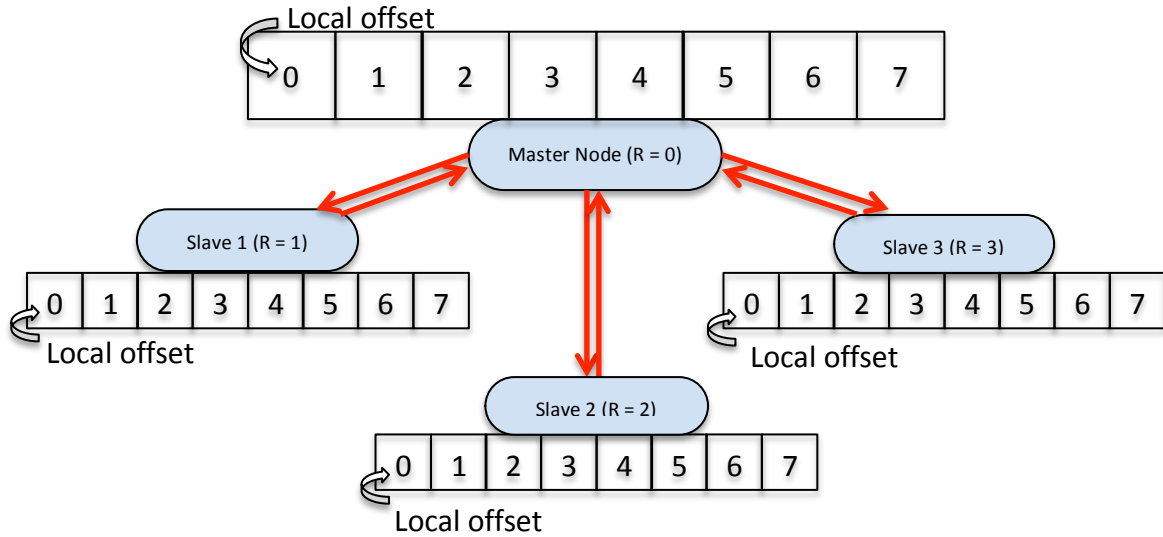 Local offset
0 1 2 3 4 5 6 7
Master Node (R = 0)
Slave 1 (R = 1)
0 1 2 3 4 5 6 7
Local offset
Slave 3 (R = 3)
0 1 2 3 4 5 6 7
Local offset
Slave 2 (R = 2)
0 1 2 3 4 5 6 7
Local offset